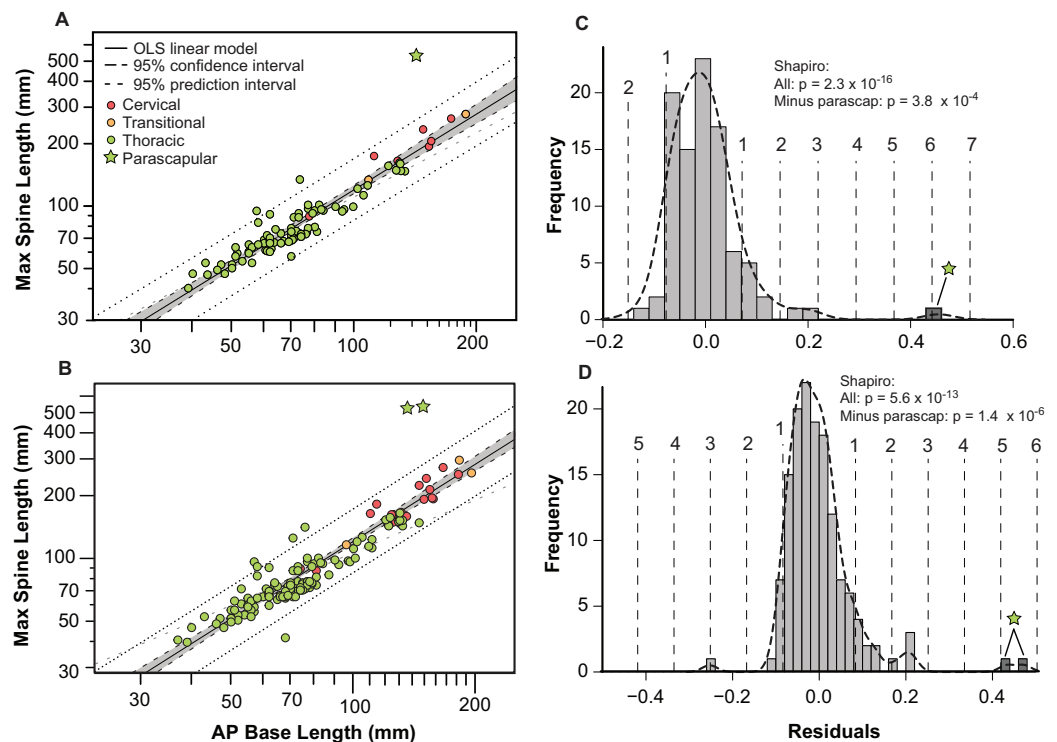 A
Max Spine Length (mm)
500
400
300
200
100
70
50
30
OLS linear model
95% confidence interval
95% prediction interval
Cervical
Transitional
Thoracic
Parascapular
30 50 70 100 200
B
Max Spine Length (mm)
500
400
300
200
100
70
50
30
30 50 70 100 200
AP Base Length (mm)
C
Frequency
20
15
10
5
0
2 1 1 2 3 4 5 6 7
Shapiro:
All: p = 2.3 x 10-16
Minus parascap: p = 3.8 x 10-4
−0.2 0.0 0.2 0.4 0.6
D
Frequency
20
15
10
5
0
Shapiro:
All: p = 5.6 x 10-13
Minus parascap: p = 1.4 x 10-6
5 4 3 2 1 1 2 3 4 5 6
−0.4 −0.2 0.0 0.2 0.4
Residuals